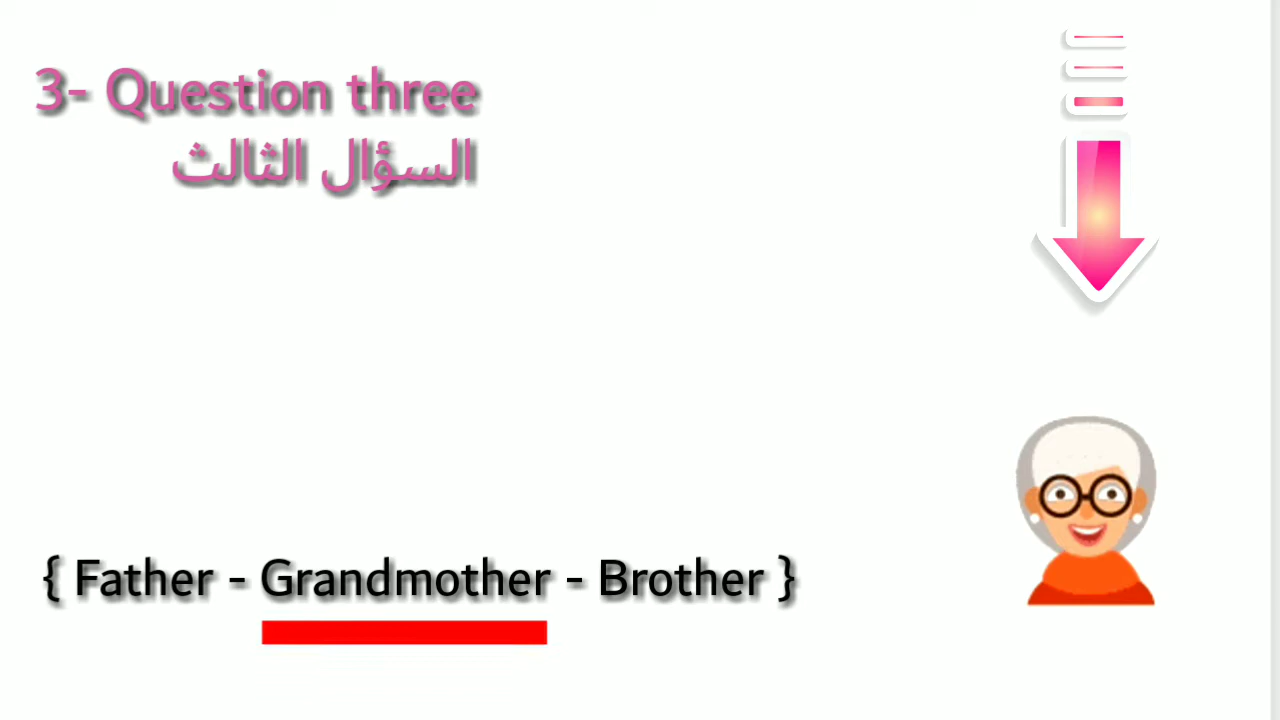 3- Question three
السؤال الثالث
{ Father - Grandmother - Brother }